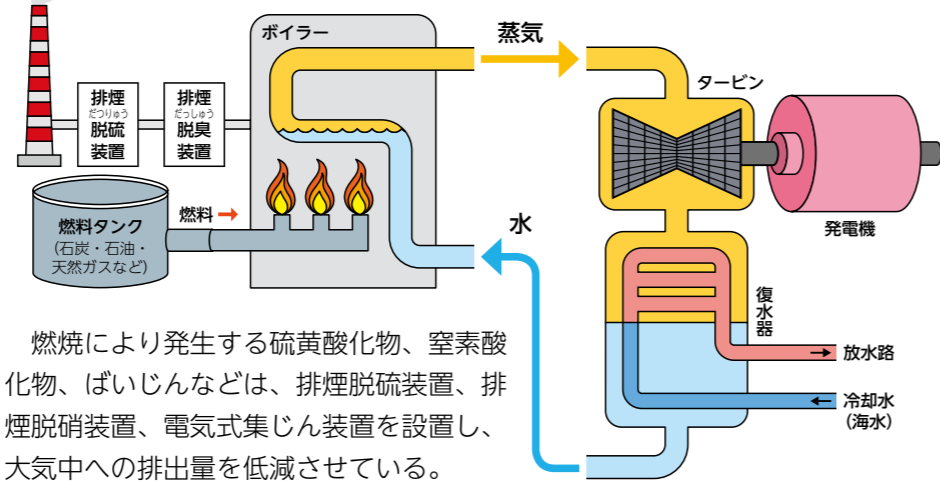 ボイラー
蒸気
タービン
排煙
だつりゅう
脱硫
装置
排煙
だっしゅう
脱臭
装置
燃料タンク
(石炭・石油・
天然ガスなど)
燃料
水
発電機
復水器
放水路
冷却水
(海水)
燃焼により発生する硫黄酸化物、窒素酸
化物、ばいじんなどは、排煙脱硫装置、排
煙脱硝装置、電気式集じん装置を設置し、
大気中への排出量を低減させている。